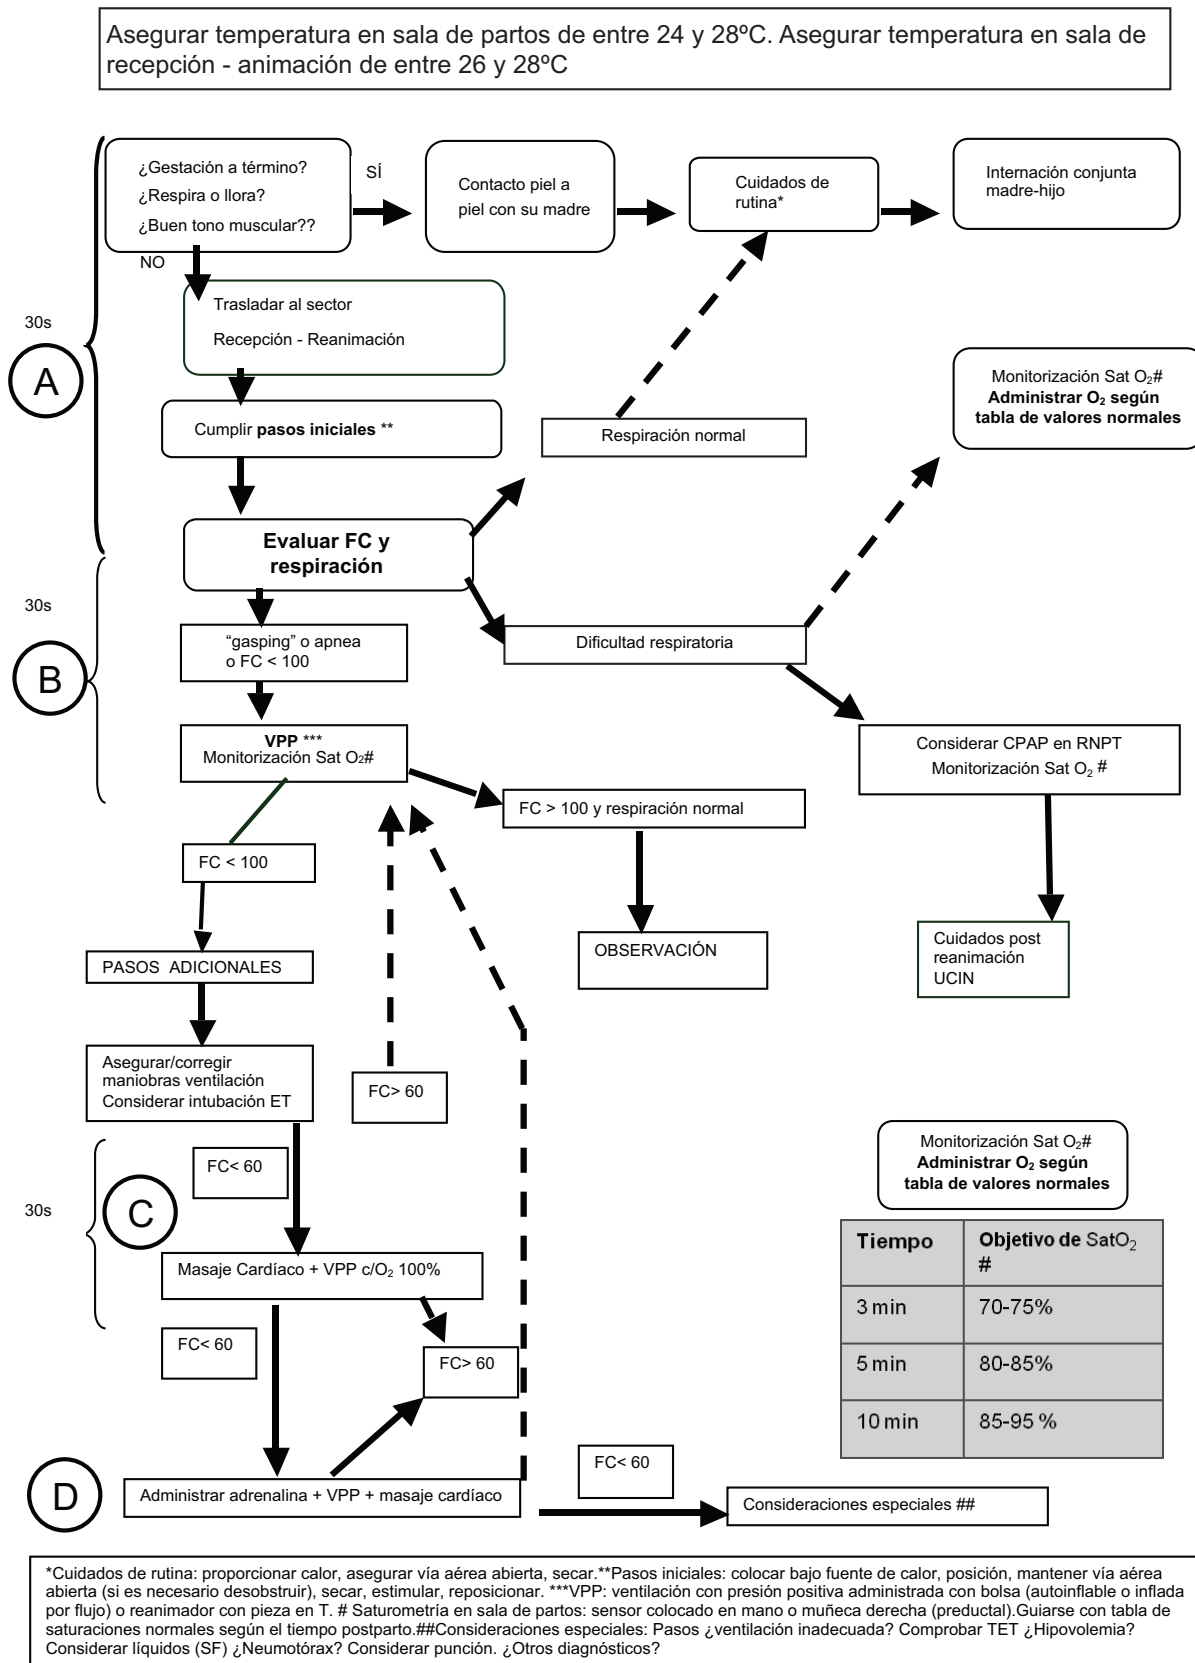 Asegurar temperatura en sala de partos de entre 24 y 28ºC. Asegurar temperatura en sala de
recepción - animación de entre 26 y 28ºC
¿Gestación a término?
¿Respira o llora?
¿Buen tono muscular??
SÍ
Contacto piel a
piel con su madre
Cuidados de
rutina*
Internación conjunta
madre-hijo
NO
Trasladar al sector
Recepción - Reanimación
30s
A
Cumplir pasos iniciales **
Respiración normal
Monitorización Sat O₂#
Administrar O₂ según
tabla de valores normales
Evaluar FC y
respiración
30s
B
“gasping” o apnea
o FC < 100
Dificultad respiratoria
VPP ***
Monitorización Sat O₂#
Considerar CPAP en RNPT
Monitorización Sat O₂ #
FC > 100 y respiración normal
FC < 100
OBSERVACIÓN
Cuidados post
reanimación
UCIN
PASOS ADICIONALES
Asegurar/corregir
maniobras ventilación
Considerar intubación ET
FC> 60
FC< 60
30s
C
Masaje Cardíaco + VPP c/O₂ 100%
FC< 60
FC> 60
Monitorización Sat O₂#
Administrar O₂ según
tabla de valores normales
Tiempo Objetivo de SatO₂
#
3 min 70-75%
5 min 80-85%
10 min 85-95 %
D
Administrar adrenalina + VPP + masaje cardíaco
FC< 60
Consideraciones especiales ##
*Cuidados de rutina: proporcionar calor, asegurar vía aérea abierta, secar.**Pasos iniciales: colocar bajo fuente de calor, posición, mantener vía aérea
abierta (si es necesario desobstruir), secar, estimular, reposicionar. ***VPP: ventilación con presión positiva administrada con bolsa (autoinflable o inflada
por flujo) o reanimador con pieza en T. # Saturometría en sala de partos: sensor colocado en mano o muñeca derecha (preductal).Guiarse con tabla de
saturaciones normales según el tiempo postparto.##Consideraciones especiales: Pasos ¿ventilación inadecuada? Comprobar TET ¿Hipovolemia?
Considerar líquidos (SF) ¿Neumotórax? Considerar punción. ¿Otros diagnósticos?